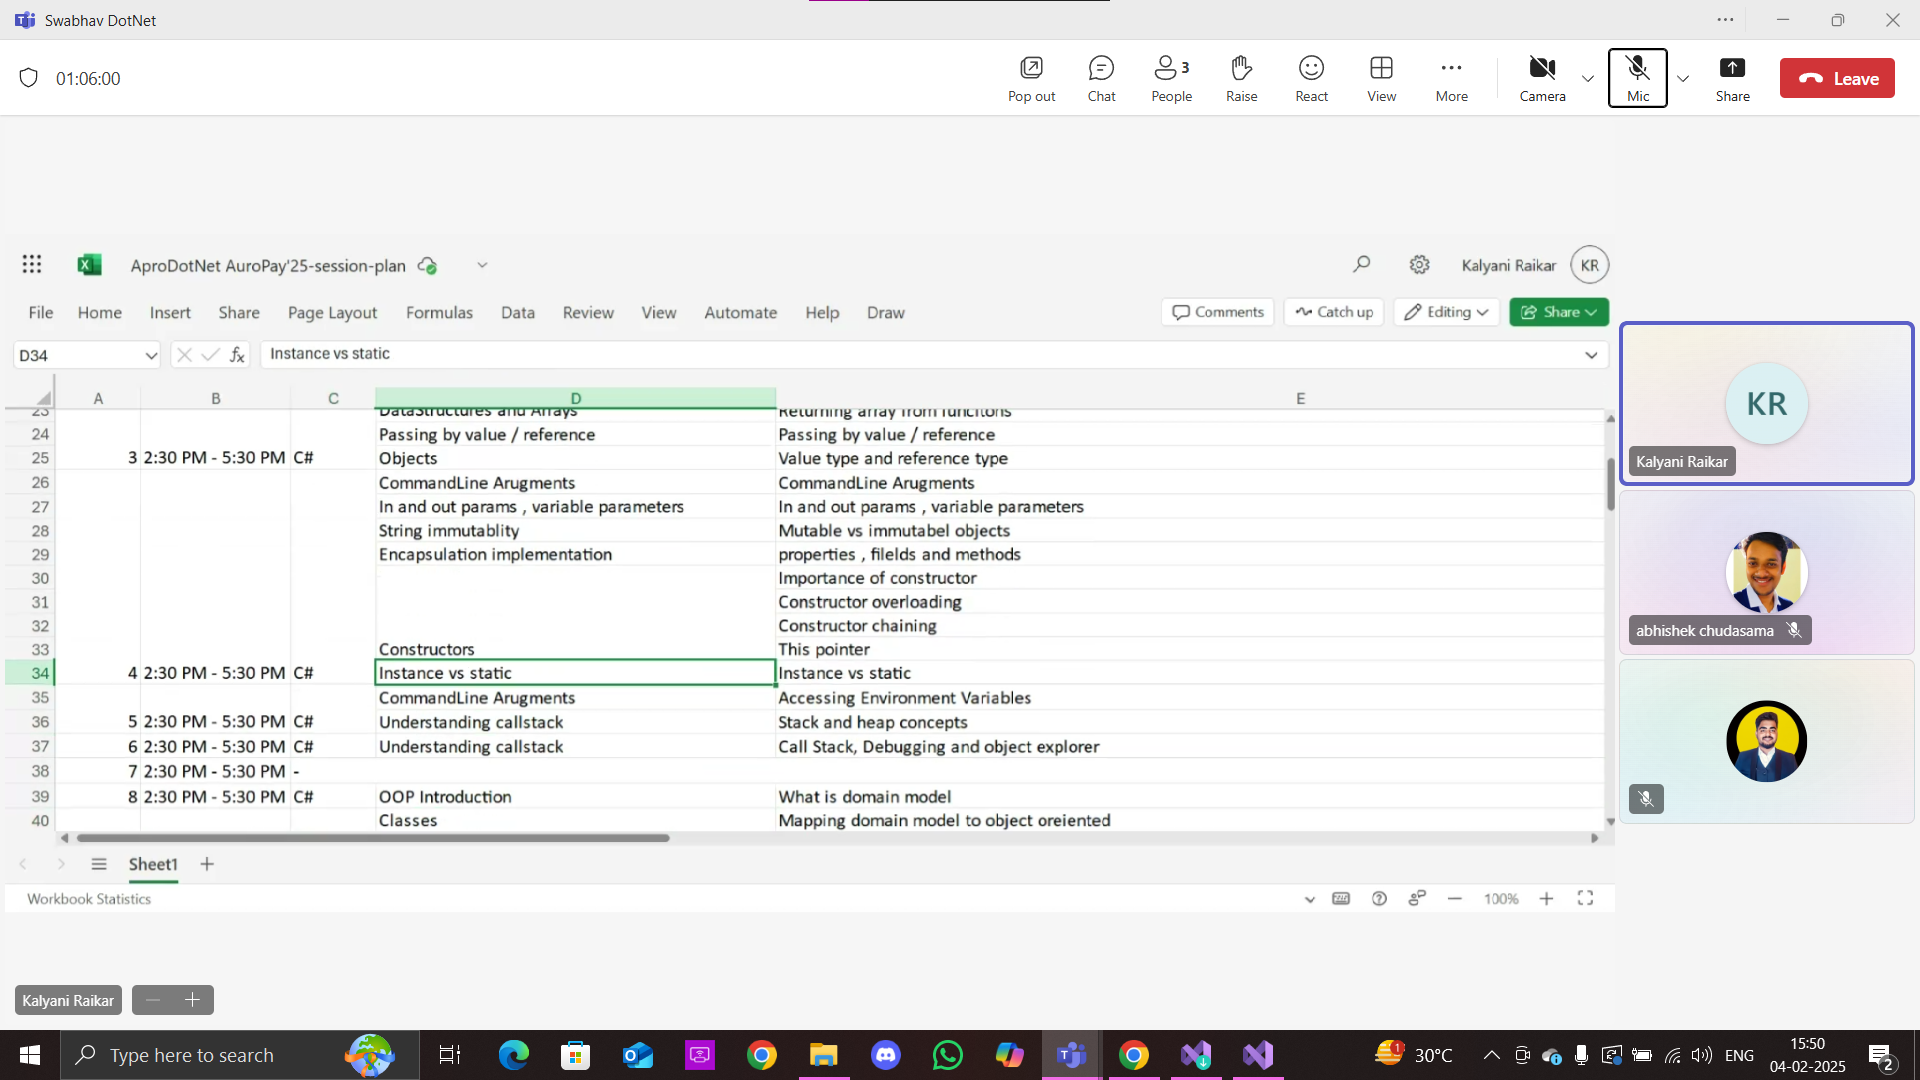 Swabhav DotNet
01:06:00
Pop out
Chat
3
People
Raise
React
View
More
Camera
Mic
Share
Leave
AproDotNet AuroPay'25-session-plan
Kalyani Raikar
KR
File Home Insert Share Page Layout Formulas Data Review View Automate Help Draw
Comments
Catch up
Editing
Share
D34
fx
Instance vs static
A B C D E
23 DataStructures and Arrays Returning array from funcitons
24 Passing by value / reference Passing by value / reference
25 3 2:30 PM - 5:30 PM C# Objects Value type and reference type
26 CommandLine Arugments CommandLine Arugments
27 In and out params , variable parameters In and out params , variable parameters
28 String immutablity Mutable vs immutabel objects
29 Encapsulation implementation properties , filelds and methods
30 Importance of constructor
31 Constructor overloading
32 Constructor chaining
33 Constructors This pointer
34 4 2:30 PM - 5:30 PM C# Instance vs static Instance vs static
35 CommandLine Arugments Accessing Environment Variables
36 5 2:30 PM - 5:30 PM C# Understanding callstack Stack and heap concepts
37 6 2:30 PM - 5:30 PM C# Understanding callstack Call Stack, Debugging and object explorer
38 7 2:30 PM - 5:30 PM -
39 8 2:30 PM - 5:30 PM C# OOP Introduction What is domain model
40 Classes Mapping domain model to object oreiented
Sheet1
Workbook Statistics
100%
KR
Kalyani Raikar
abhishek chudasama
Kalyani Raikar
Type here to search
1
30°C
ENG
15:50
04-02-2025
2